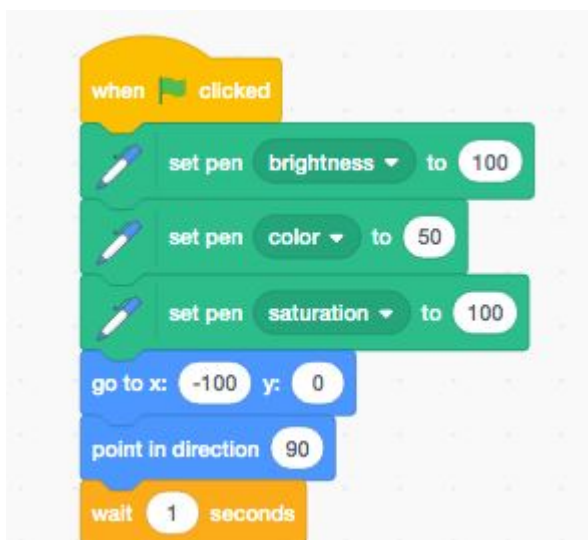 when clicked
set pen brightness to 100
set pen color to 50
set pen saturation to 100
go to x: -100 y: 0
point in direction 90
wait 1 seconds